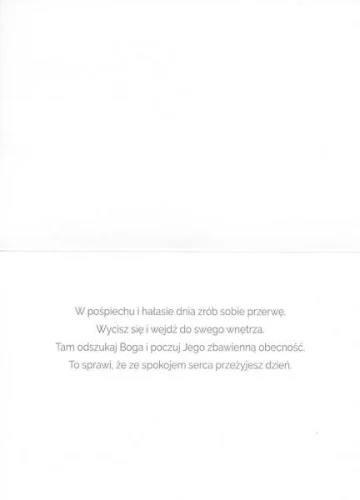 W pośpiechu i hałasie dnia zrób sobie przerwę.
Wycisz się i wejdź do swego wnętrza.
Tam odszukaj Boga i poczuj Jego zbawienną obecność.
To sprawi, że ze spokojem serca przeżyjesz dzień.